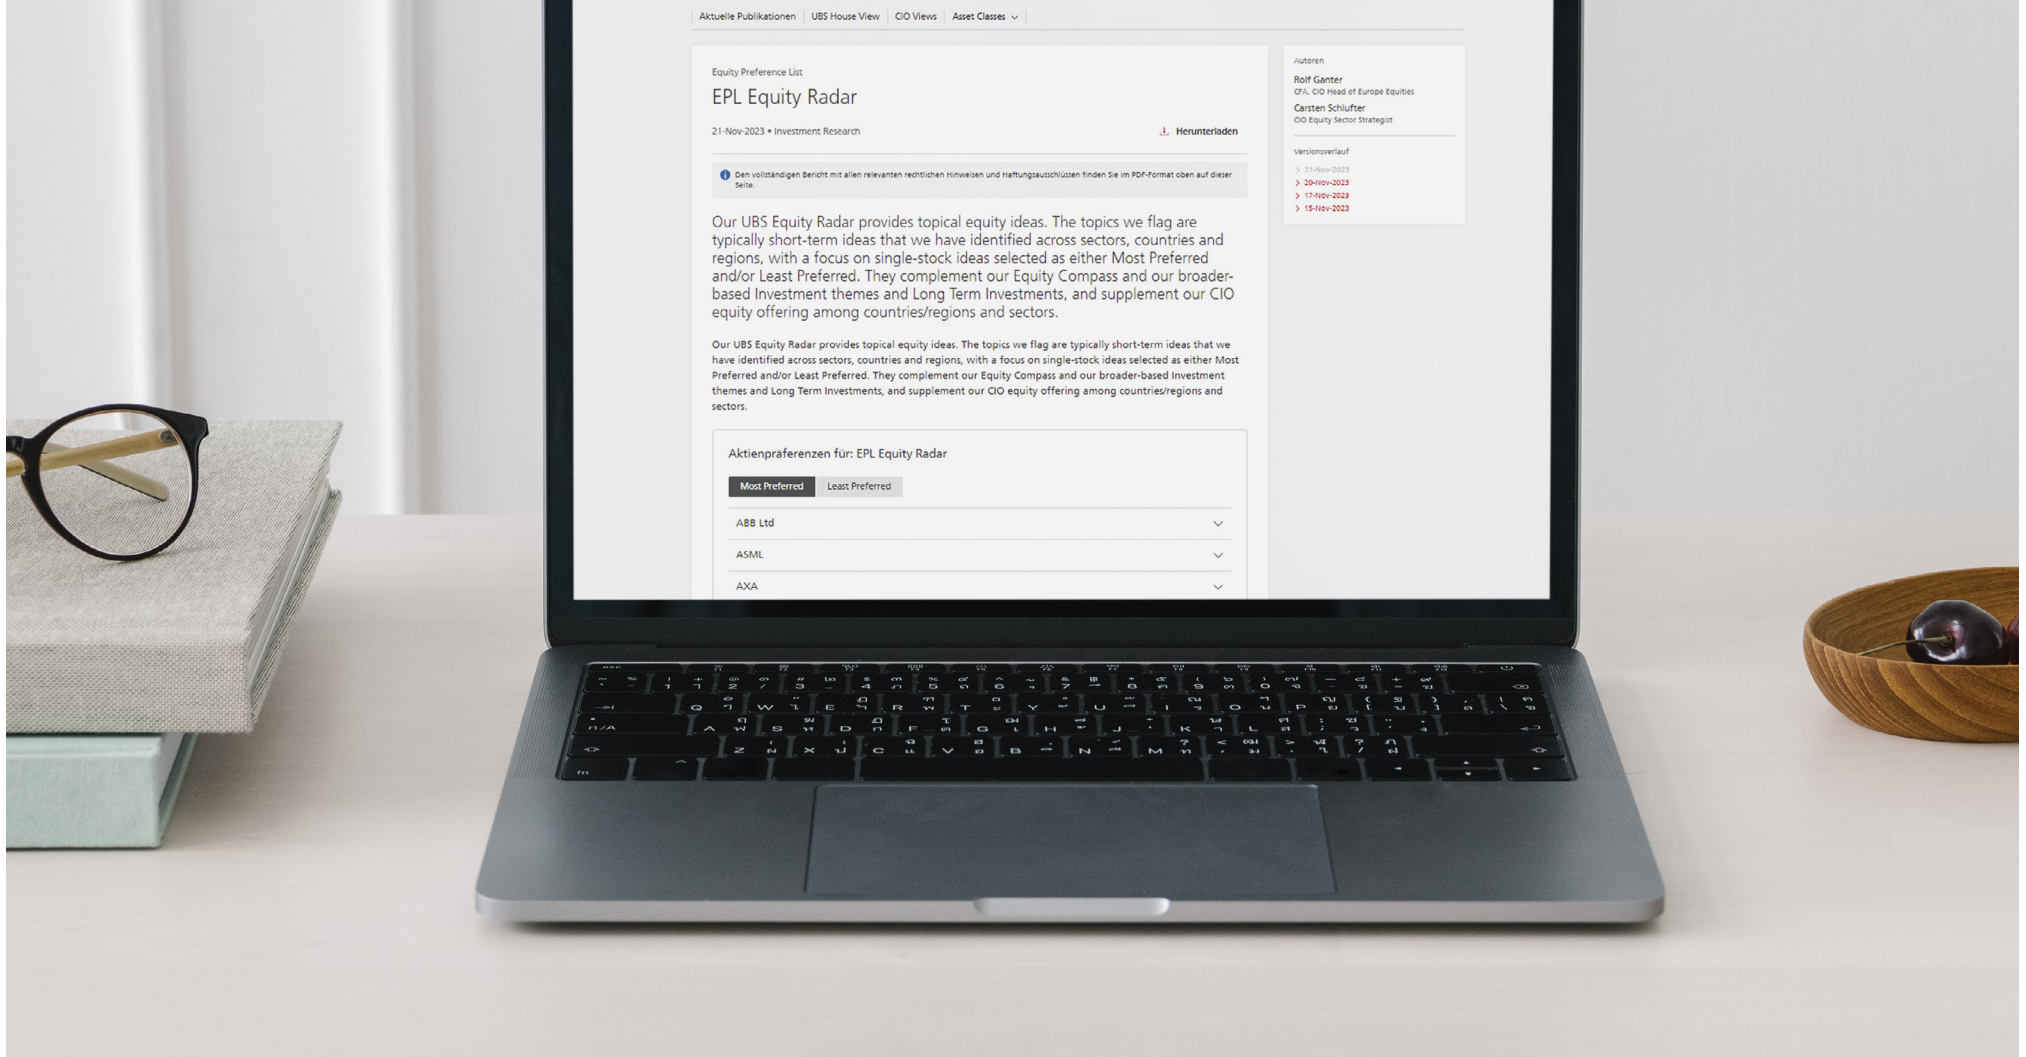 Aktuelle Publikationen UBS House View CIO Views Asset Classes
Equity Preference List
EPL Equity Radar
21-Nov-2023 • Investment Research
Herunterladen
Den vollständigen Bericht mit allen relevanten rechtlichen Hinweisen und Haftungsausschlüssen finden Sie im PDF-Format oben auf dieser
Seite.
Our UBS Equity Radar provides topical equity ideas. The topics we flag are
typically short-term ideas that we have identified across sectors, countries and
regions, with a focus on single-stock ideas selected as either Most Preferred
and/or Least Preferred. They complement our Equity Compass and our broader-
based Investment themes and Long Term Investments, and supplement our CIO
equity offering among countries/regions and sectors.
Our UBS Equity Radar provides topical equity ideas. The topics we flag are typically short-term ideas that we
have identified across sectors, countries and regions, with a focus on single-stock ideas selected as either Most
Preferred and/or Least Preferred. They complement our Equity Compass and our broader-based Investment
themes and Long Term Investments, and supplement our CIO equity offering among countries/regions and
sectors.
Aktienpräferenzen für: EPL Equity Radar
Most Preferred Least Preferred
ABB Ltd
ASML
AXA
Autoren
Rolf Ganter
CFA, CIO Head of Europe Equities
Carsten Schlufter
CIO Equity Sector Strategist
Versionsverlauf
21-Nov-2023
20-Nov-2023
17-Nov-2023
15-Nov-2023
Q W E R T Y U I O P
A S D F G H J K L
Z X C V B N M
fn